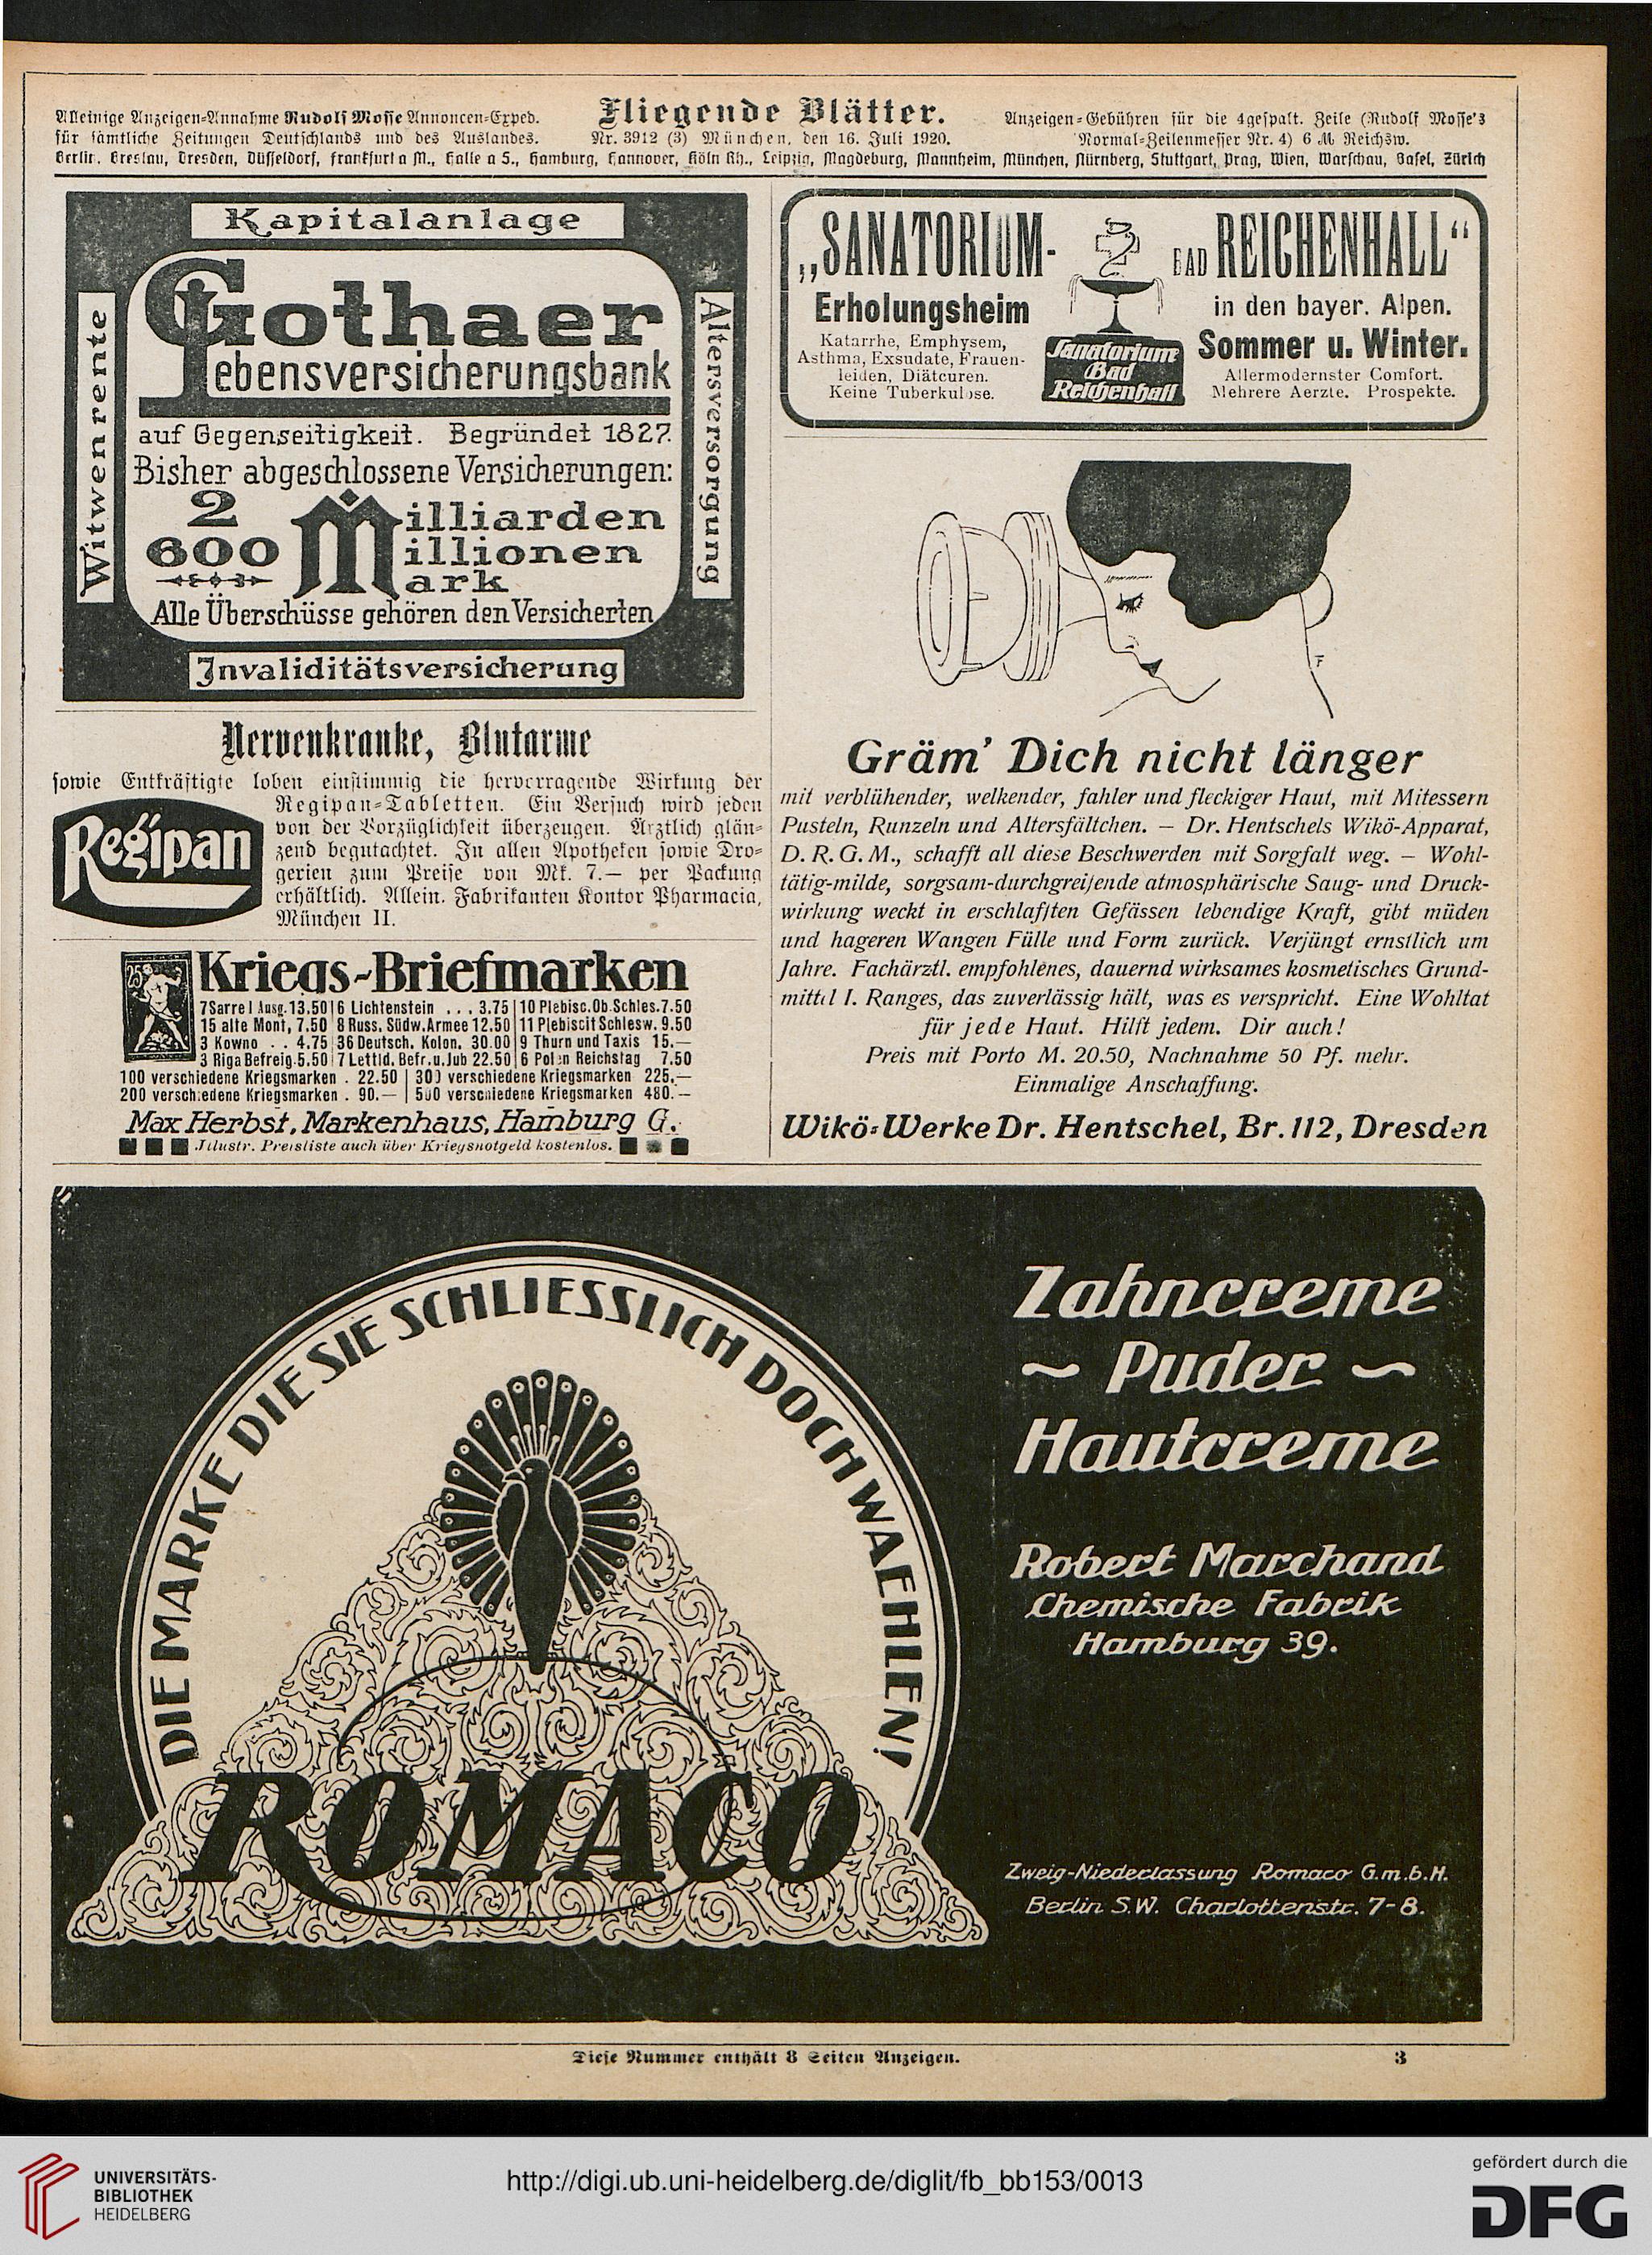 Alleinige Anzeigen-Annahme Rudolf Mosse Annoncen-Exped.
für sämtliche Zeitungen Deutschlands und des Auslandes.
Fliegende Blätter.
Nr. 3912 (3) München, den 16. Juli 1920.
Anzeigen-Gebühren für die 4gespalt. Zeile (Rudolf Mosse's
Normal-Zeilenmesser Nr. 4) 6 M Reichsw.
Berlin, Breslau, Dresden, Düsseldorf, Frankfurt a M., Halle a S., Hamburg, Hannover, Köln Rh., Leipzig, Magdeburg, Mannheim, München, Nürnberg, Stuttgart, Prag, Wien, Warschau, Basel, Zürich
Kapitalanlage
Witwenrente
Gothaer
Lebensversicherungsbank
auf Gegenseitigkeit. Begründet 1827.
Bisher abgeschlossene Versicherungen:
2 Milliarden
600 Millionen
Mark
Alle Überschüsse gehören den Versicherten
Altersversorgung
Invaliditätsversicherung
Nervenkranke, Blutarme
sowie Entkräftigte loben einstimmig die hervorragende Wirkung der
Regipan
Regipan-Tabletten. Ein Versuch wird jeden
von der Vorzüglichkeit überzeugen. Ärztlich glän-
zend begutachtet. In allen Apotheken sowie Dro-
gerien zum Preise von Mk. 7.— per Packung
erhältlich. Allein. Fabrikanten Kontor Pharmacia,
München II.
25
Kriegs-Briefmarken
7 Sarre I Ausg. 13.50 | 6 Lichtenstein . . . 3.75 | 10 Plebisc. Ob. Schles. 7.50
15 alte Mont, 7.50 | 8 Russ. Südw. Armee 12.50 | 11 Plebiscit Schlesw. 9.50
3 Kowno . . 4.75 | 36 Deutsch. Kolon. 30.00 | 9 Thurn und Taxis 15.—
3 Riga Befreig. 5.50 | 7 Lettld. Befr. u. Jub 22.50 | 6 Polen Reichstag 7.50
100 verschiedene Kriegsmarken . 22.50 | 300 verschiedene Kriegsmarken 225.—
200 verschiedene Kriegsmarken . 90.— | 500 verschiedene Kriegsmarken 480.—
Max Herbst, Markenhaus, Hamburg G.
Illustr. Preisliste auch über Kriegsnotgeld kostenlos.
„SANATORIUM- BAD REICHENHALL“
Erholungsheim
Katarrhe, Emphysem,
Asthma, Exsudate, Frauen-
leiden, Diätcuren.
Keine Tuberkulose.
Sanatorium
Bad
Reichenhall
in den bayer. Alpen.
Sommer u. Winter.
Allermodernster Comfort.
Mehrere Aerzte. Prospekte.
Gräm' Dich nicht länger
mit verblühender, welkender, fahler und fleckiger Haut, mit Mitessern
Pusteln, Runzeln und Altersfältchen. — Dr. Hentschels Wikö-Apparat,
D. R. G. M., schafft all diese Beschwerden mit Sorgfalt weg. — Wohl-
tätig-milde, sorgsam-durchgreifende atmosphärische Saug- und Druck-
wirkung weckt in erschlafften Gefässen lebendige Kraft, gibt müden
und hageren Wangen Fülle und Form zurück. Verjüngt ernstlich um
Jahre. Fachärztl. empfohlenes, dauernd wirksames kosmetisches Grund-
mittel I. Ranges, das zuverlässig hält, was es verspricht. Eine Wohltat
für jede Haut. Hilft jedem. Dir auch!
Preis mit Porto M. 20.50, Nachnahme 50 Pf. mehr.
Einmalige Anschaffung.
Wikö-Werke Dr. Hentschel, Br. 112, Dresden
DIE MARKE DIE SIE SCHLIESSLICH DOCH WAEHLEN!
ROMACO
Zahncreme
~ Puder ~
Hautcreme
Robert Marchand
Chemische Fabrik
Hamburg 39.
Zweig-Niederlassung Romaco G.m.b.H.
Berlin S.W. Charlottenstr. 7-8.
Diese Nummer enthält 8 Seiten Anzeigen.
3
UNIVERSITÄTS-
BIBLIOTHEK
HEIDELBERG
http://digi.ub.uni-heidelberg.de/diglit/fb_bb153/0013
gefördert durch die
DFG